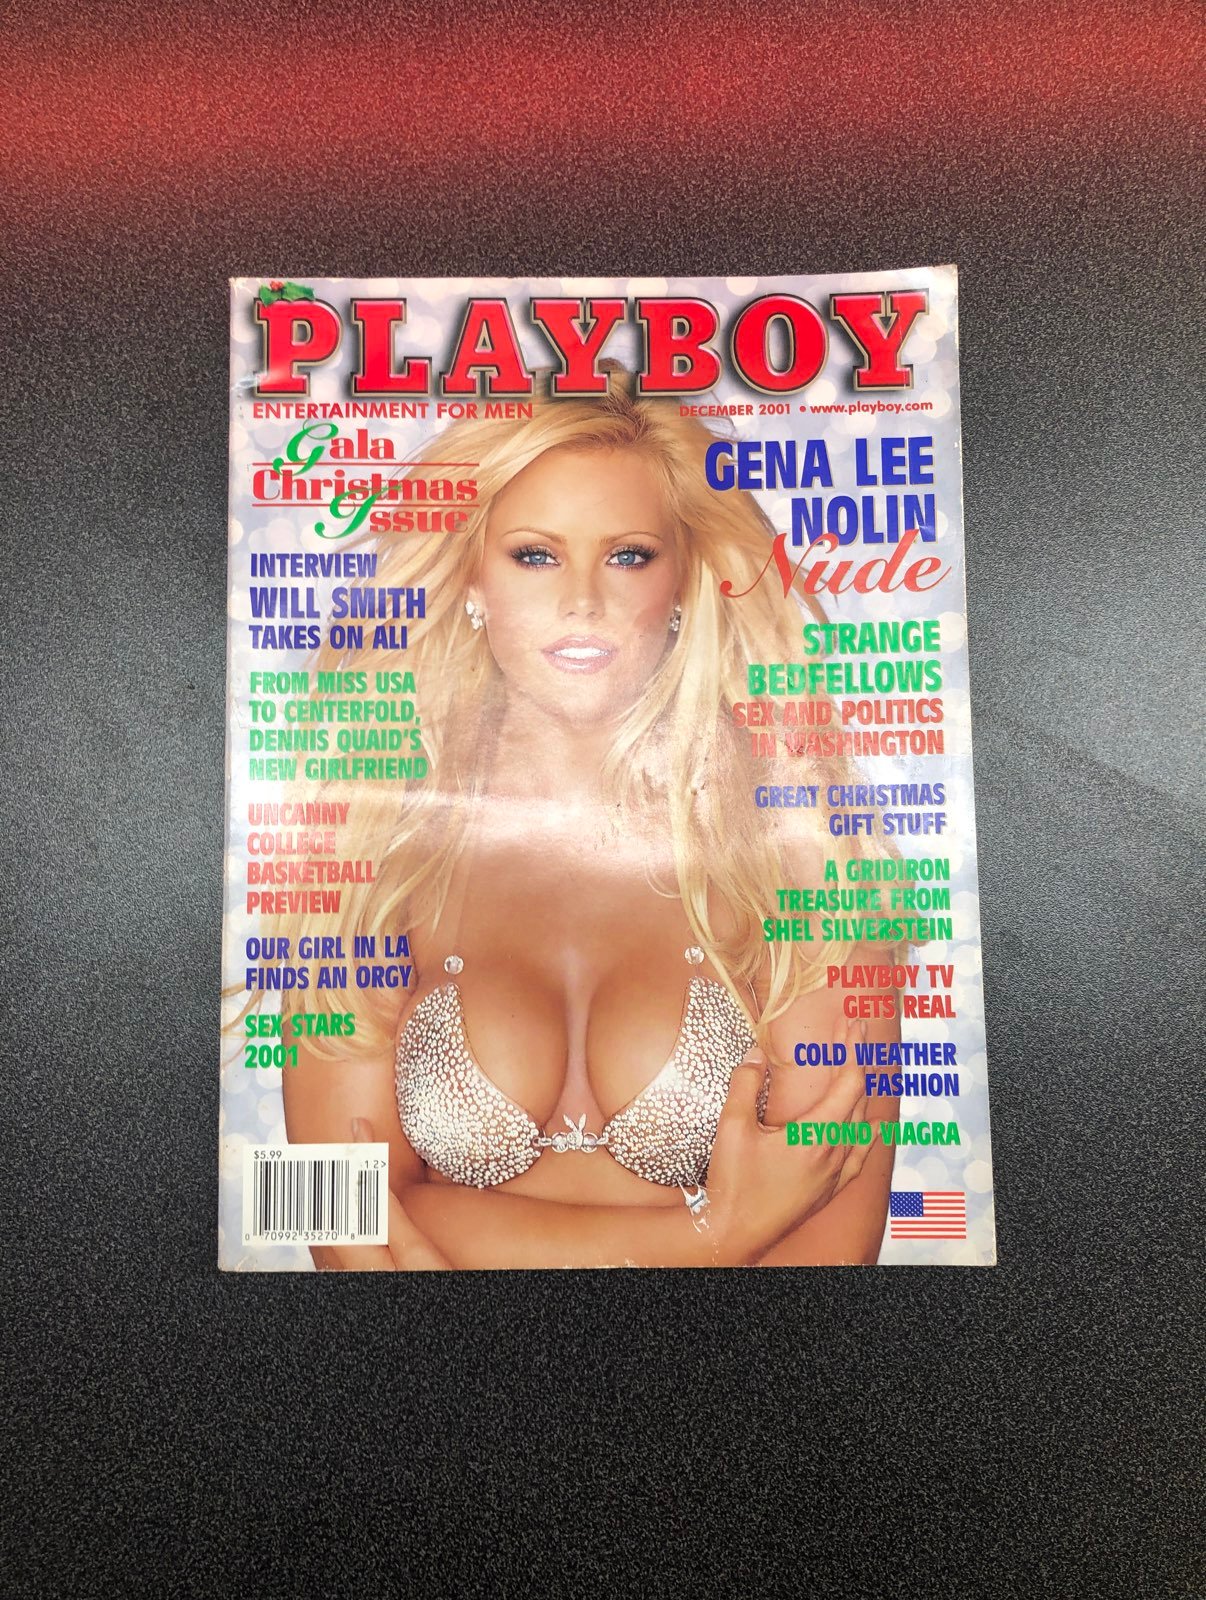 PLAYBOY
ENTERTAINMENT FOR MEN
DECEMBER 2001 • www.playboy.com
Gala
Christmas
Issue
INTERVIEW
WILL SMITH
TAKES ON ALI
FROM MISS USA
TO CENTERFOLD,
DENNIS QUAID'S
NEW GIRLFRIEND
UNCANNY
COLLEGE
BASKETBALL
PREVIEW
OUR GIRL IN LA
FINDS AN ORGY
SEX STARS
2001
GENA LEE
NOLIN
Nude
STRANGE
BEDFELLOWS
SEX AND POLITICS
IN WASHINGTON
GREAT CHRISTMAS
GIFT STUFF
A GRIDIRON
TREASURE FROM
SHEL SILVERSTEIN
PLAYBOY TV
GETS REAL
COLD WEATHER
FASHION
BEYOND VIAGRA
$5.99
12>
0 70992 35270 8